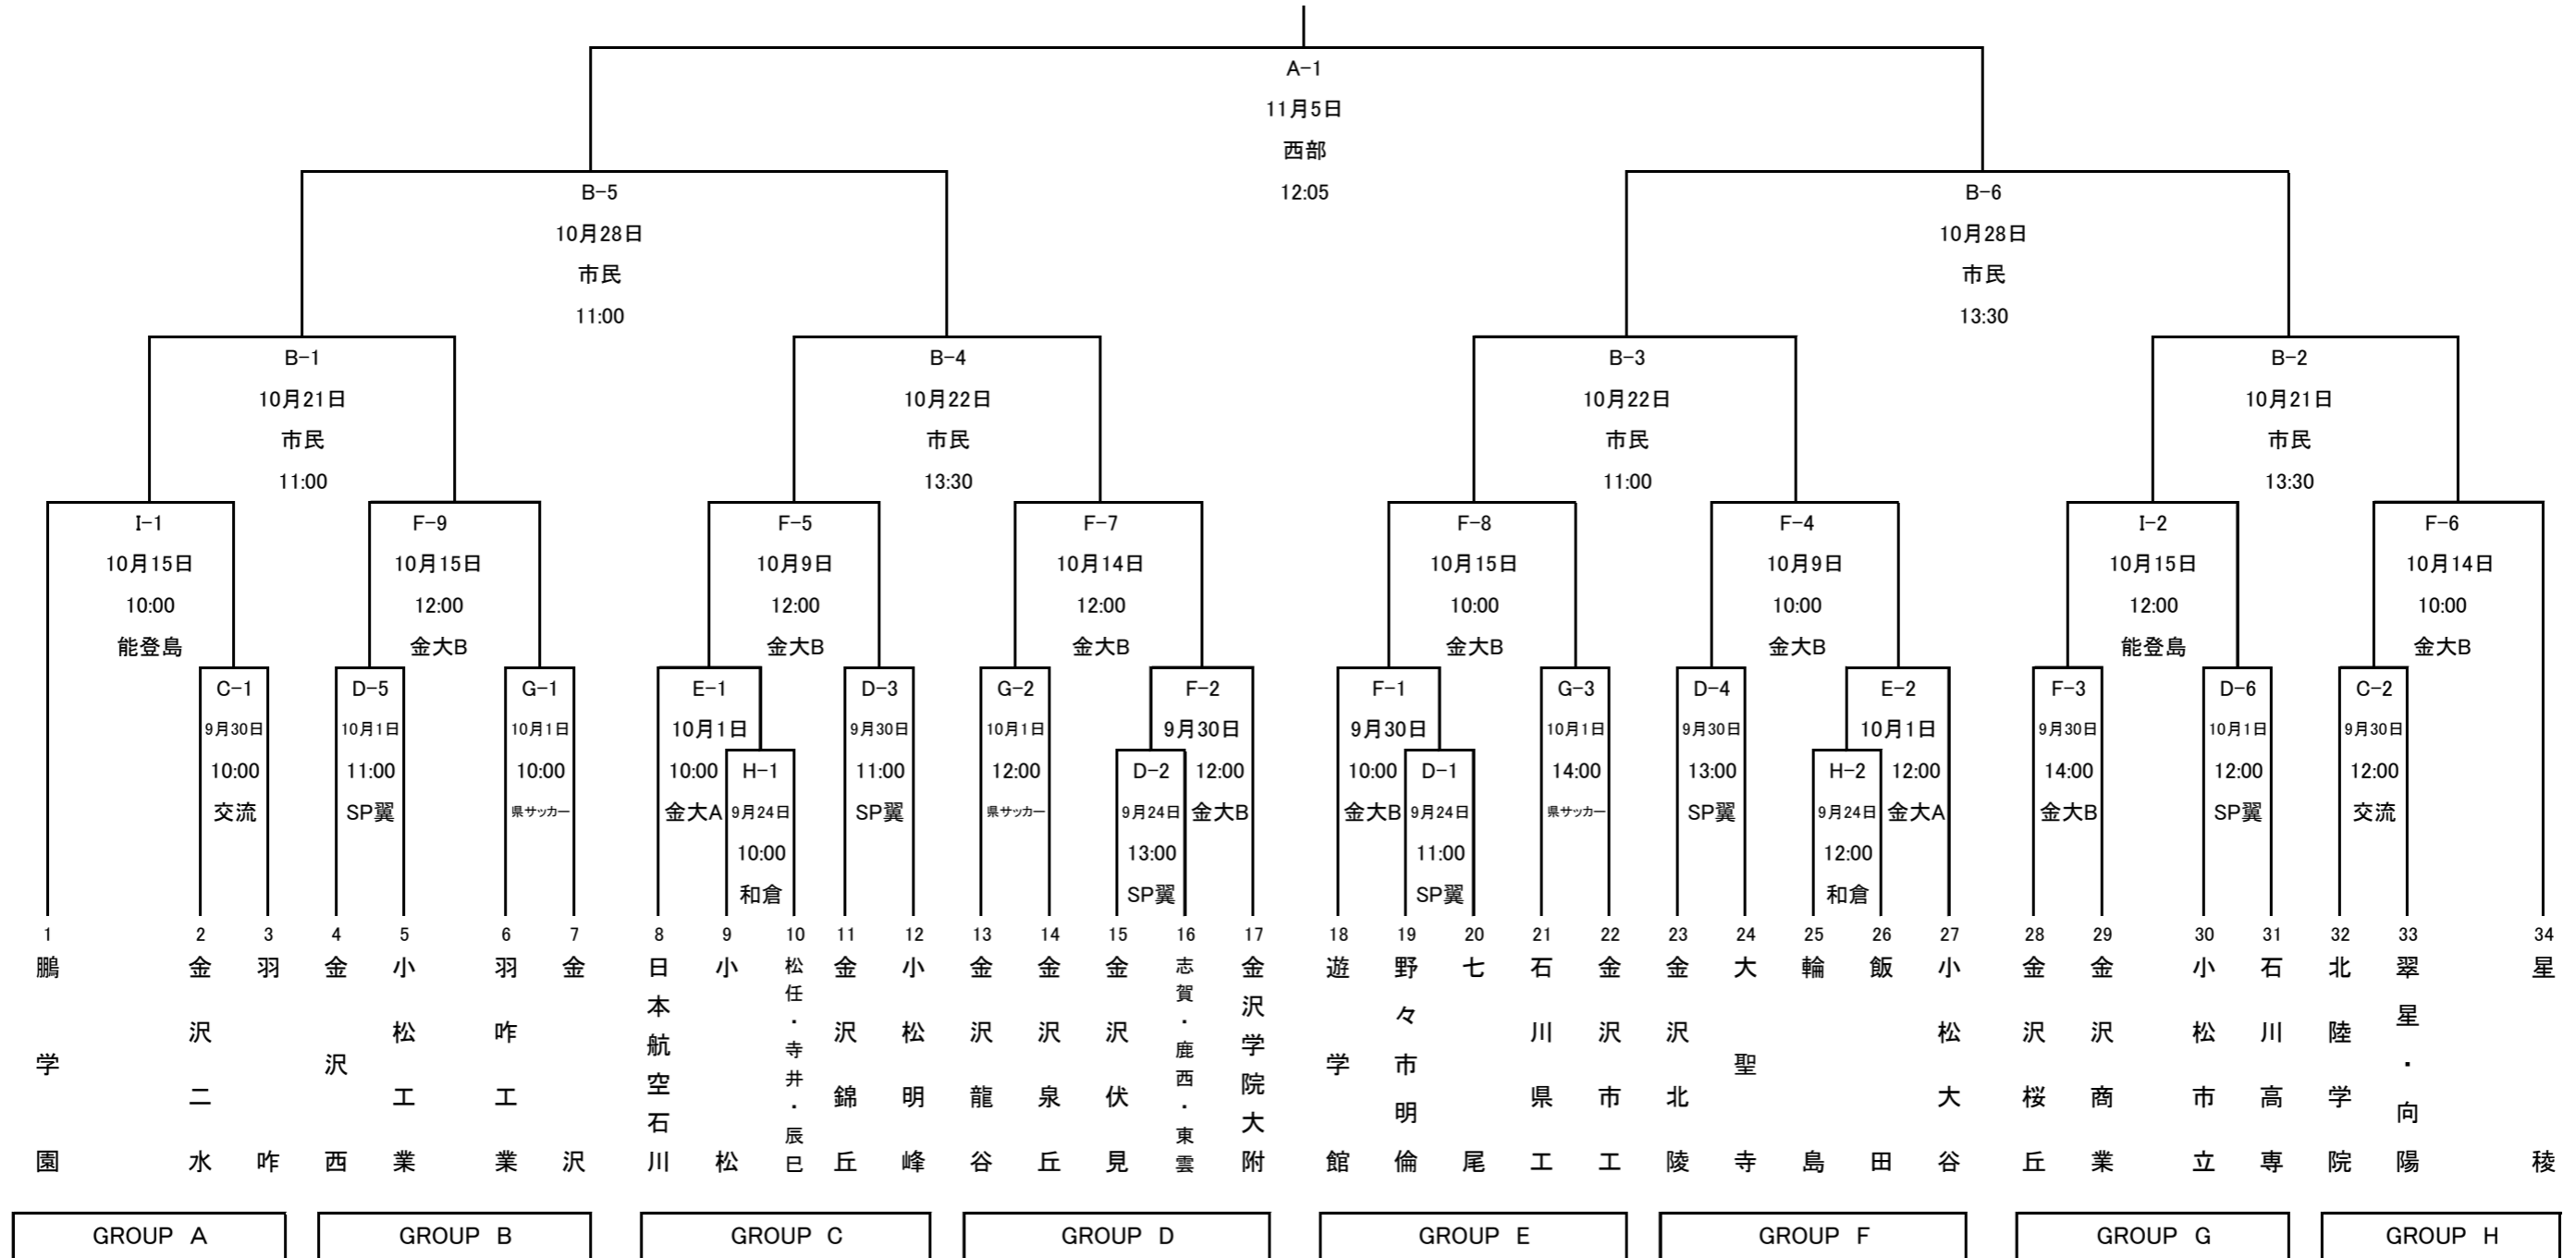 A-1
11月5日
西部
12:05
B-5
10月28日
市民
11:00
B-6
10月28日
市民
13:30
B-1
10月21日
市民
11:00
B-4
10月22日
市民
13:30
B-3
10月22日
市民
11:00
B-2
10月21日
市民
13:30
I-1
10月15日
10:00
能登島
F-9
10月15日
12:00
金大B
F-5
10月9日
12:00
金大B
F-7
10月14日
12:00
金大B
F-8
10月15日
10:00
金大B
F-4
10月9日
10:00
金大B
I-2
10月15日
12:00
能登島
F-6
10月14日
10:00
金大B
C-1
9月30日
10:00
交流
D-5
10月1日
11:00
SP翼
G-1
10月1日
10:00
県サッカー
E-1
10月1日
10:00
金大A
H-1
9月24日
10:00
和倉
D-3
9月30日
11:00
SP翼
G-2
10月1日
12:00
県サッカー
F-2
9月30日
12:00
金大B
D-2
9月24日
13:00
SP翼
F-1
9月30日
10:00
金大B
D-1
9月24日
11:00
SP翼
G-3
10月1日
14:00
県サッカー
D-4
9月30日
13:00
SP翼
E-2
10月1日
12:00
金大A
H-2
9月24日
12:00
和倉
F-3
9月30日
14:00
金大B
D-6
10月1日
12:00
SP翼
C-2
9月30日
12:00
交流
1
鵬学園
2
金沢二水
3
羽咋
4
金沢西
5
小松工業
6
羽咋工業
7
金沢
8
日本航空石川
9
小松
10
松任・寺井・辰巳
11
金沢錦丘
12
小松明峰
13
金沢龍谷
14
金沢泉丘
15
金沢伏見
16
志賀・鹿西・東雲
17
金沢学院大附
18
遊学館
19
野々市明倫
20
七尾
21
石川県工
22
金沢市工
23
金沢北陵
24
大聖寺
25
輪島
26
飯田
27
小松大谷
28
金沢桜丘
29
金沢商業
30
小松市立
31
石川高専
32
北陸学院
33
翠星・向陽
34
星稜
GROUP A
GROUP B
GROUP C
GROUP D
GROUP E
GROUP F
GROUP G
GROUP H